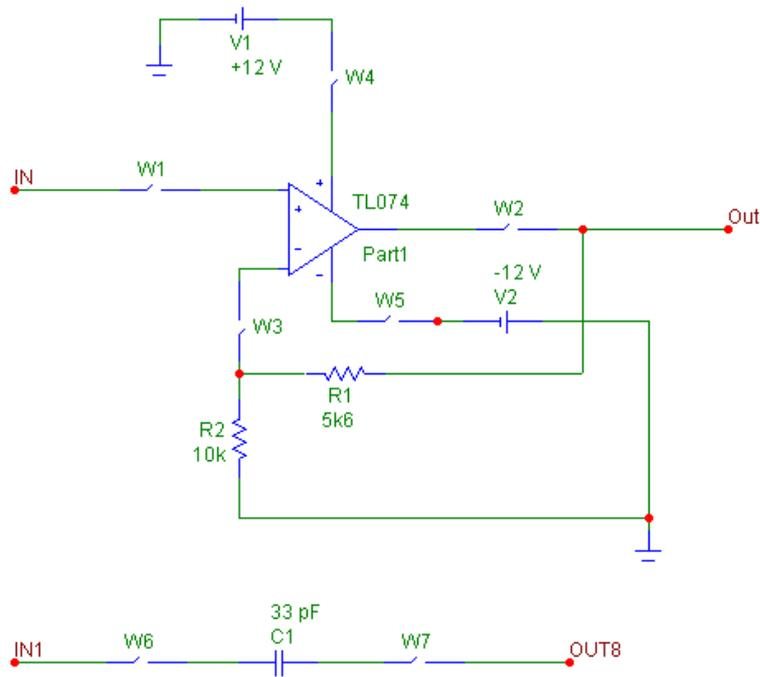 V1
+12 V
W4
IN
W1
+
+
-
-
TL074
Part1
W2
Out
-12 V
V2
W5
W3
R1
5k6
R2
10k
33 pF
C1
IN1
W6
W7
OUT8